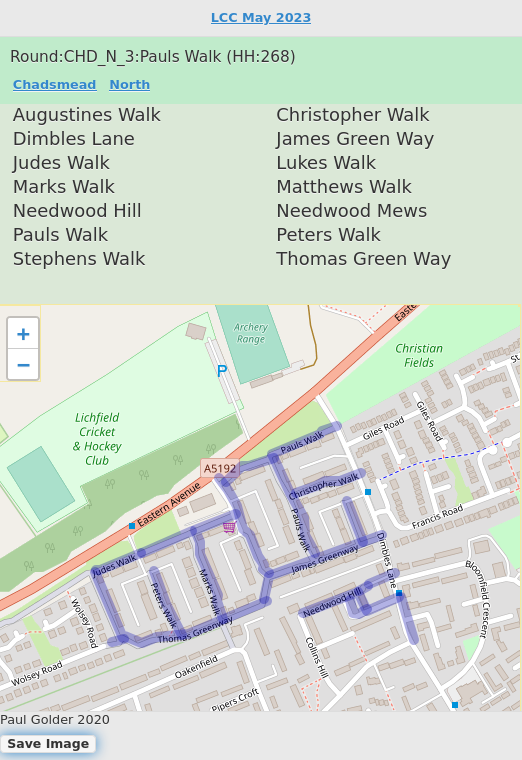 LCC May 2023
Round:CHD_N_3:Pauls Walk (HH:268)
Chadsmead North
Augustines Walk Christopher Walk
Dimbles Lane James Green Way
Judes Walk Lukes Walk
Marks Walk Matthews Walk
Needwood Hill Needwood Mews
Pauls Walk Peters Walk
Stephens Walk Thomas Green Way
+
−
Archery
Range
Easte
Christian
Fields
P
St.
Lichfield
Cricket
& Hockey
Club
Giles Road
Giles Road
Pauls Walk
A5192
Christopher Walk
Eastern Avenue
Pauls Walk
Francis Road
Judes Walk
James Greenway
Dimbles Lane
Bloomfield Crescent
Peters Walk
Marks Walk
Wolsey Road
Needwood Hill
Thomas Greenway
Collins Hill
Oakenfield
Wolsey Road
Pipers Croft
Paul Golder 2020
Save Image